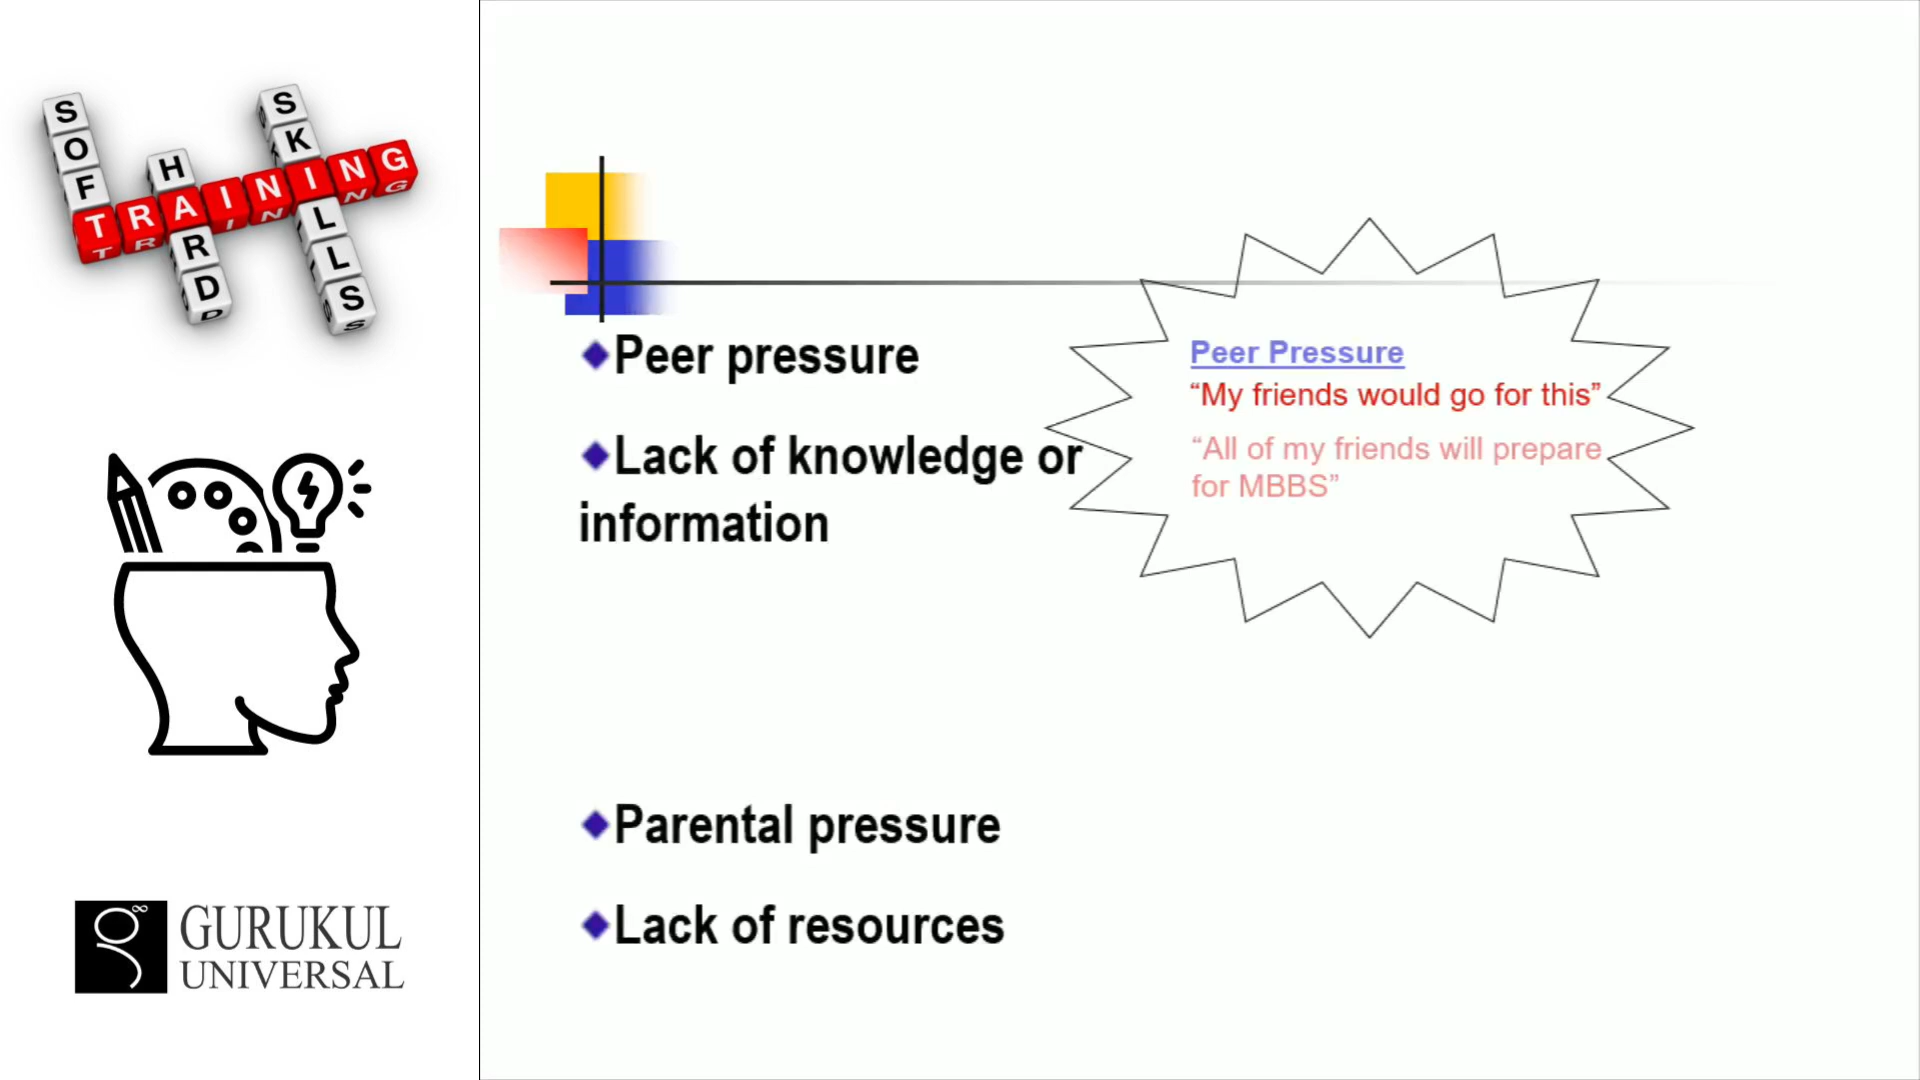 SOFT
HARD
SKILLS
TRAINING
GURUKUL
UNIVERSAL
Peer pressure
Lack of knowledge or
information
Parental pressure
Lack of resources
Peer Pressure
“My friends would go for this”
“All of my friends will prepare
for MBBS”